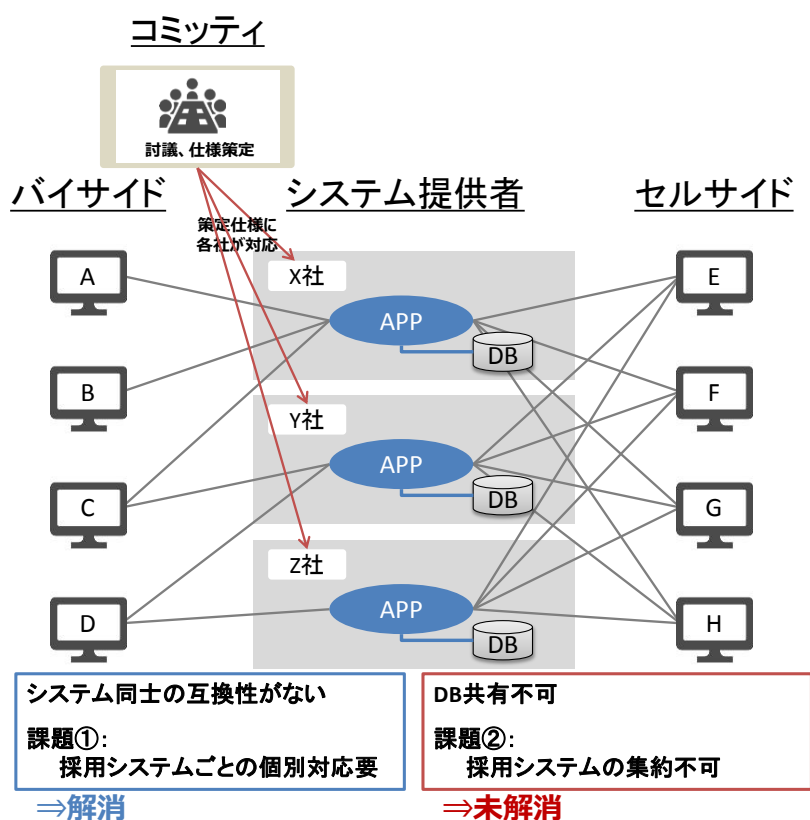 コミッティ
討議、仕様策定
バイサイド
システム提供者
セルサイド
策定仕様に
各社が対応
A
B
C
D
X社
APP
DB
Y社
APP
DB
Z社
APP
DB
E
F
G
H
システム同士の互換性がない
課題①:
採用システムごとの個別対応要
⇒解消
DB共有不可
課題②:
採用システムの集約不可
⇒未解消